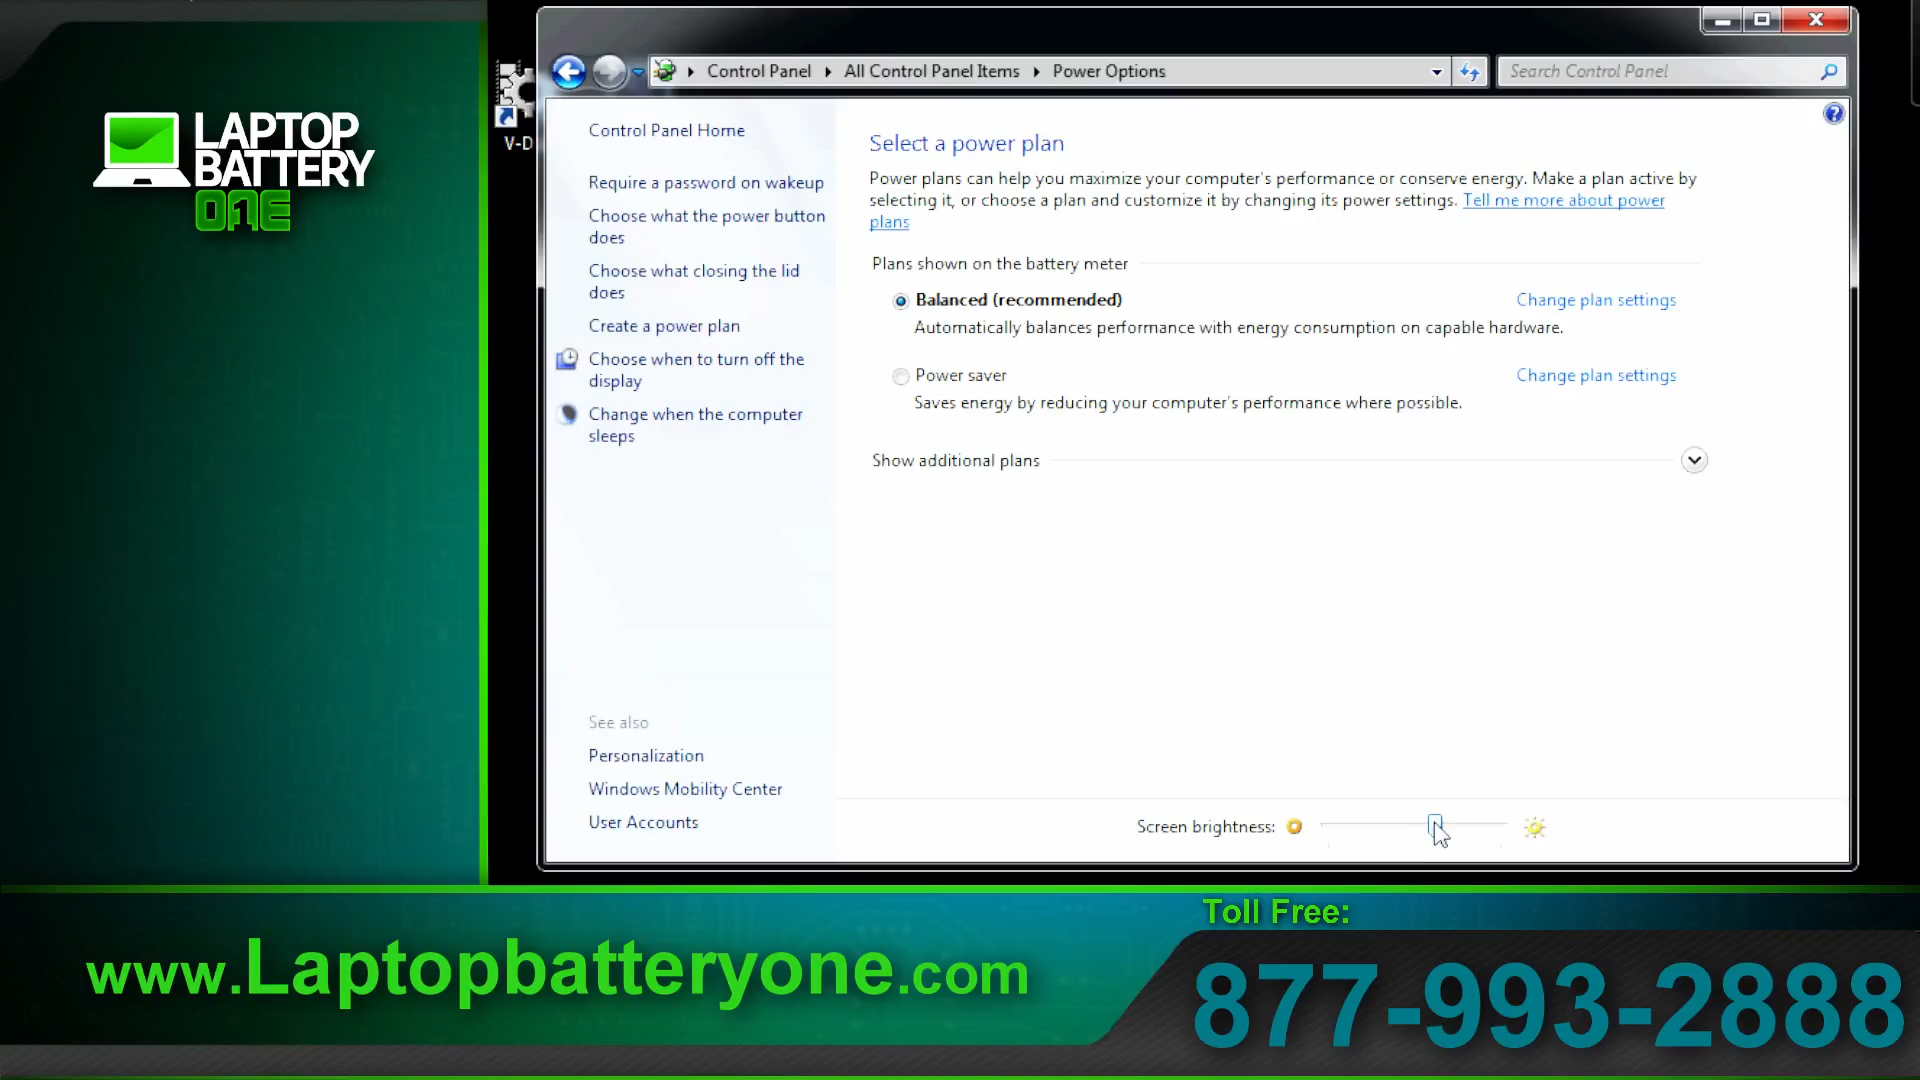 LAPTOP
BATTERY
ONE
V-D
Control Panel
All Control Panel Items
Power Options
Search Control Panel
Control Panel Home
Require a password on wakeup
Choose what the power button
does
Choose what closing the lid
does
Create a power plan
Choose when to turn off the
display
Change when the computer
sleeps
See also
Personalization
Windows Mobility Center
User Accounts
Select a power plan
Power plans can help you maximize your computer's performance or conserve energy. Make a plan active by
selecting it, or choose a plan and customize it by changing its power settings. Tell me more about power
plans
Plans shown on the battery meter
Balanced (recommended) Change plan settings
Automatically balances performance with energy consumption on capable hardware.
Power saver Change plan settings
Saves energy by reducing your computer's performance where possible.
Show additional plans
Screen brightness:
www.Laptopbatteryone.com
Toll Free:
877-993-2888